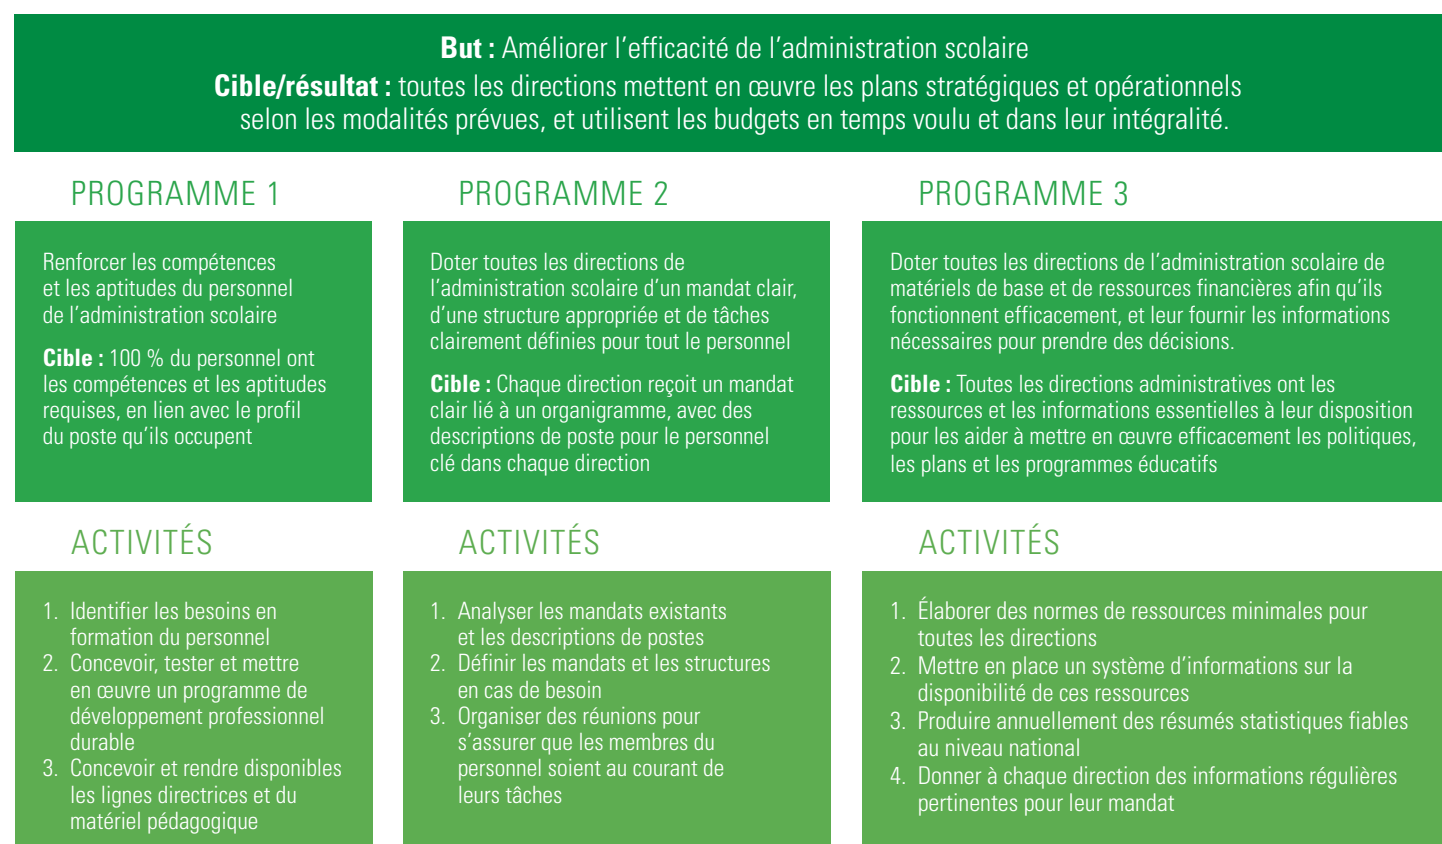 But : Améliorer l'efficacité de l'administration scolaire
Cible/résultat : toutes les directions mettent en œuvre les plans stratégiques et opérationnels
selon les modalités prévues, et utilisent les budgets en temps voulu et dans leur intégralité.
PROGRAMME 1
Renforcer les compétences
et les aptitudes du personnel
de l'administration scolaire
Cible : 100 % du personnel ont
les compétences et les aptitudes
requises, en lien avec le profil
du poste qu'ils occupent
ACTIVITÉS
1. Identifier les besoins en
formation du personnel
2. Concevoir, tester et mettre
en œuvre un programme de
développement professionnel
durable
3. Concevoir et rendre disponibles
les lignes directrices et du
matériel pédagogique
PROGRAMME 2
Doter toutes les directions de
l'administration scolaire d'un mandat clair,
d'une structure appropriée et de tâches
clairement définies pour tout le personnel
Cible : Chaque direction reçoit un mandat
clair lié à un organigramme, avec des
descriptions de poste pour le personnel
clé dans chaque direction
ACTIVITÉS
1. Analyser les mandats existants
et les descriptions de postes
2. Définir les mandats et les structures
en cas de besoin
3. Organiser des réunions pour
s'assurer que les membres du
personnel soient au courant de
leurs tâches
PROGRAMME 3
Doter toutes les directions de l'administration scolaire de
matériels de base et de ressources financières afin qu'ils
fonctionnent efficacement, et leur fournir les informations
nécessaires pour prendre des décisions.
Cible : Toutes les directions administratives ont les
ressources et les informations essentielles à leur disposition
pour les aider à mettre en œuvre efficacement les politiques,
les plans et les programmes éducatifs
ACTIVITÉS
1. Élaborer des normes de ressources minimales pour
toutes les directions
2. Mettre en place un système d'informations sur la
disponibilité de ces ressources
3. Produire annuellement des résumés statistiques fiables
au niveau national
4. Donner à chaque direction des informations régulières
pertinentes pour leur mandat